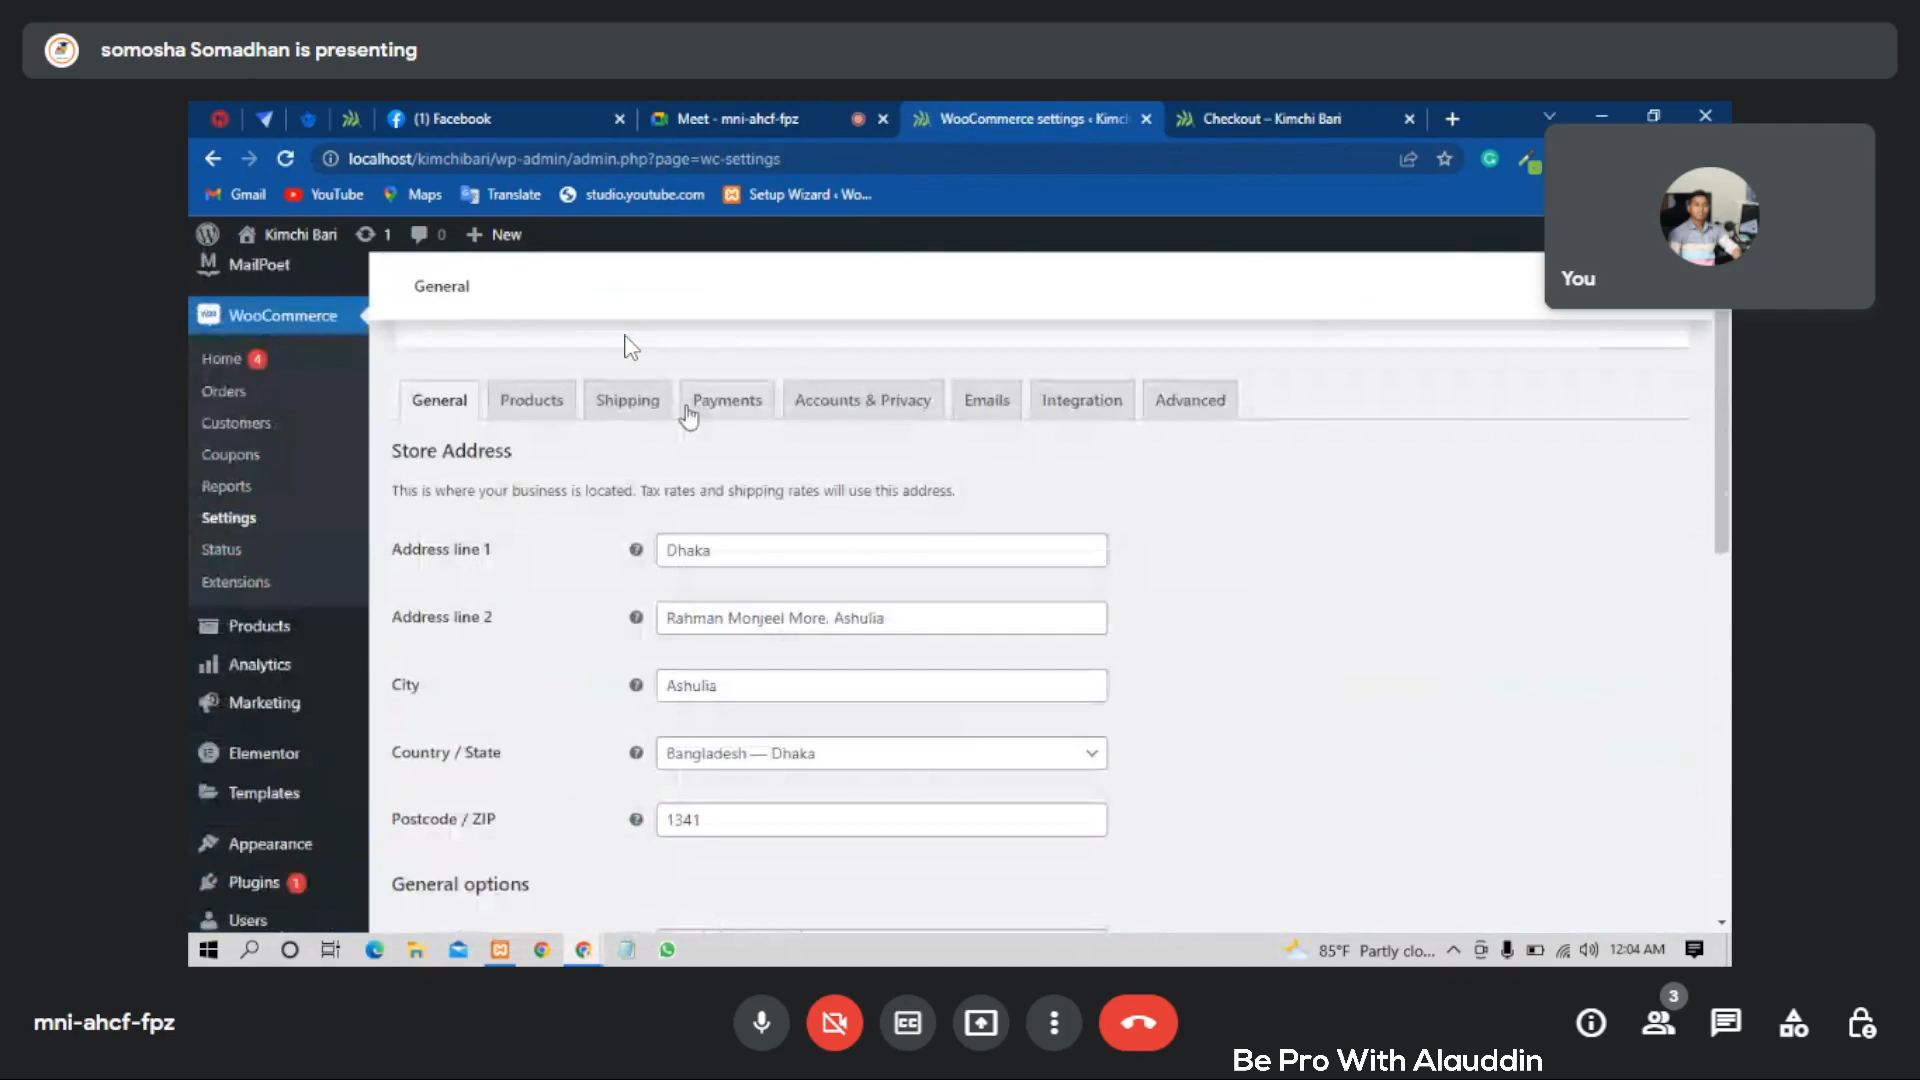 somosha Somadhan is presenting
(1) Facebook
Meet - mni-ahcf-fpz
WooCommerce settings ‹ Kimc
Checkout – Kimchi Bari
localhost/kimchibari/wp-admin/admin.php?page=wc-settings
Gmail
YouTube
Maps
Translate
studio.youtube.com
Setup Wizard ‹ Wo...
Kimchi Bari
1
0
New
You
MailPoet
General
WooCommerce
Home 4
Orders
Customers
Coupons
Reports
Settings
Status
Extensions
Products
Analytics
Marketing
Elementor
Templates
Appearance
Plugins 1
Users
General
Products
Shipping
Payments
Accounts & Privacy
Emails
Integration
Advanced
Store Address
This is where your business is located. Tax rates and shipping rates will use this address.
Address line 1
Dhaka
Address line 2
Rahman Monjeel More. Ashulia
City
Ashulia
Country / State
Bangladesh — Dhaka
Postcode / ZIP
1341
General options
85°F Partly clo...
12:04 AM
mni-ahcf-fpz
3
Be Pro With Alauddin